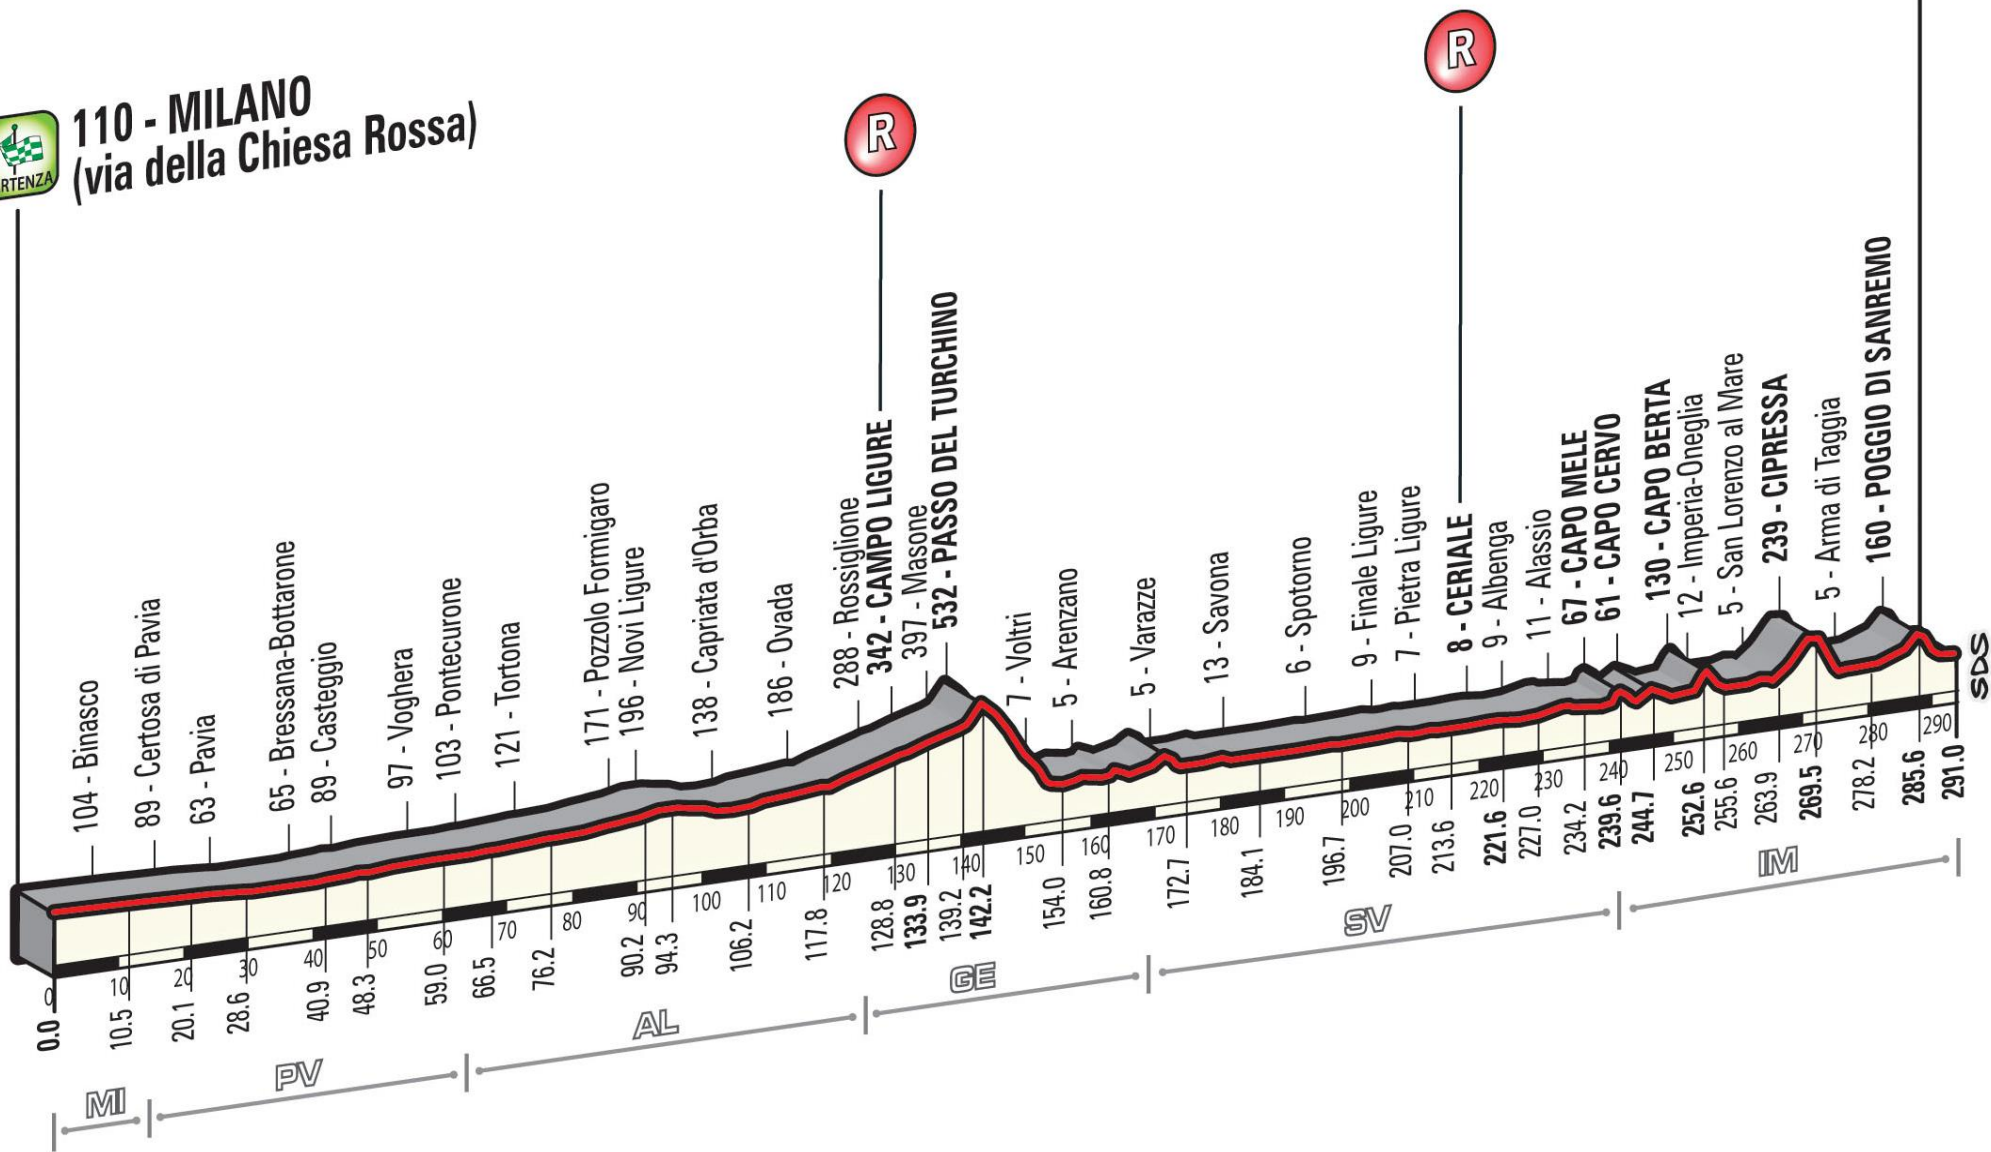 RTENZA
110 - MILANO
(via della Chiesa Rossa)
R
R
104 - Binasco
89 - Certosa di Pavia
63 - Pavia
65 - Bressana-Bottarone
89 - Casteggio
97 - Voghera
103 - Pontecurone
121 - Tortona
171 - Pozzolo Formigaro
196 - Novi Ligure
138 - Capriata d'Orba
186 - Ovada
288 - Rossiglione
342 - CAMPO LIGURE
397 - Masone
532 - PASSO DEL TURCHINO
7 - Voltri
5 - Arenzano
5 - Varazze
13 - Savona
6 - Spotorno
9 - Finale Ligure
7 - Pietra Ligure
8 - CERIALE
9 - Albenga
11 - Alassio
67 - CAPO MELE
61 - CAPO CERVO
130 - CAPO BERTA
12 - Imperia-Oneglia
5 - San Lorenzo al Mare
239 - CIPRESSA
5 - Arma di Taggia
160 - POGGIO DI SANREMO
SDS
0
10
20
30
40
50
60
70
80
90
100
110
120
130
140
150
160
170
180
190
200
210
220
230
240
250
260
270
280
290
0.0
10.5
20.1
28.6
40.9
48.3
59.0
66.5
76.2
90.2
94.3
106.2
117.8
128.8
133.9
139.2
142.2
154.0
160.8
172.7
184.1
196.7
207.0
213.6
221.6
227.0
234.2
239.6
244.7
252.6
255.6
263.9
269.5
278.2
285.6
291.0
MI
PV
AL
GE
SV
IM